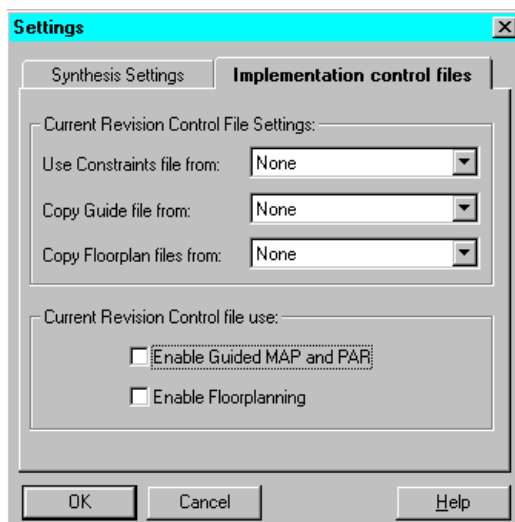 Settings
Synthesis Settings
Implementation control files
Current Revision Control File Settings:
Use Constraints file from: None
Copy Guide file from: None
Copy Floorplan files from: None
Current Revision Control file use:
Enable Guided MAP and PAR
Enable Floorplanning
OK Cancel Help